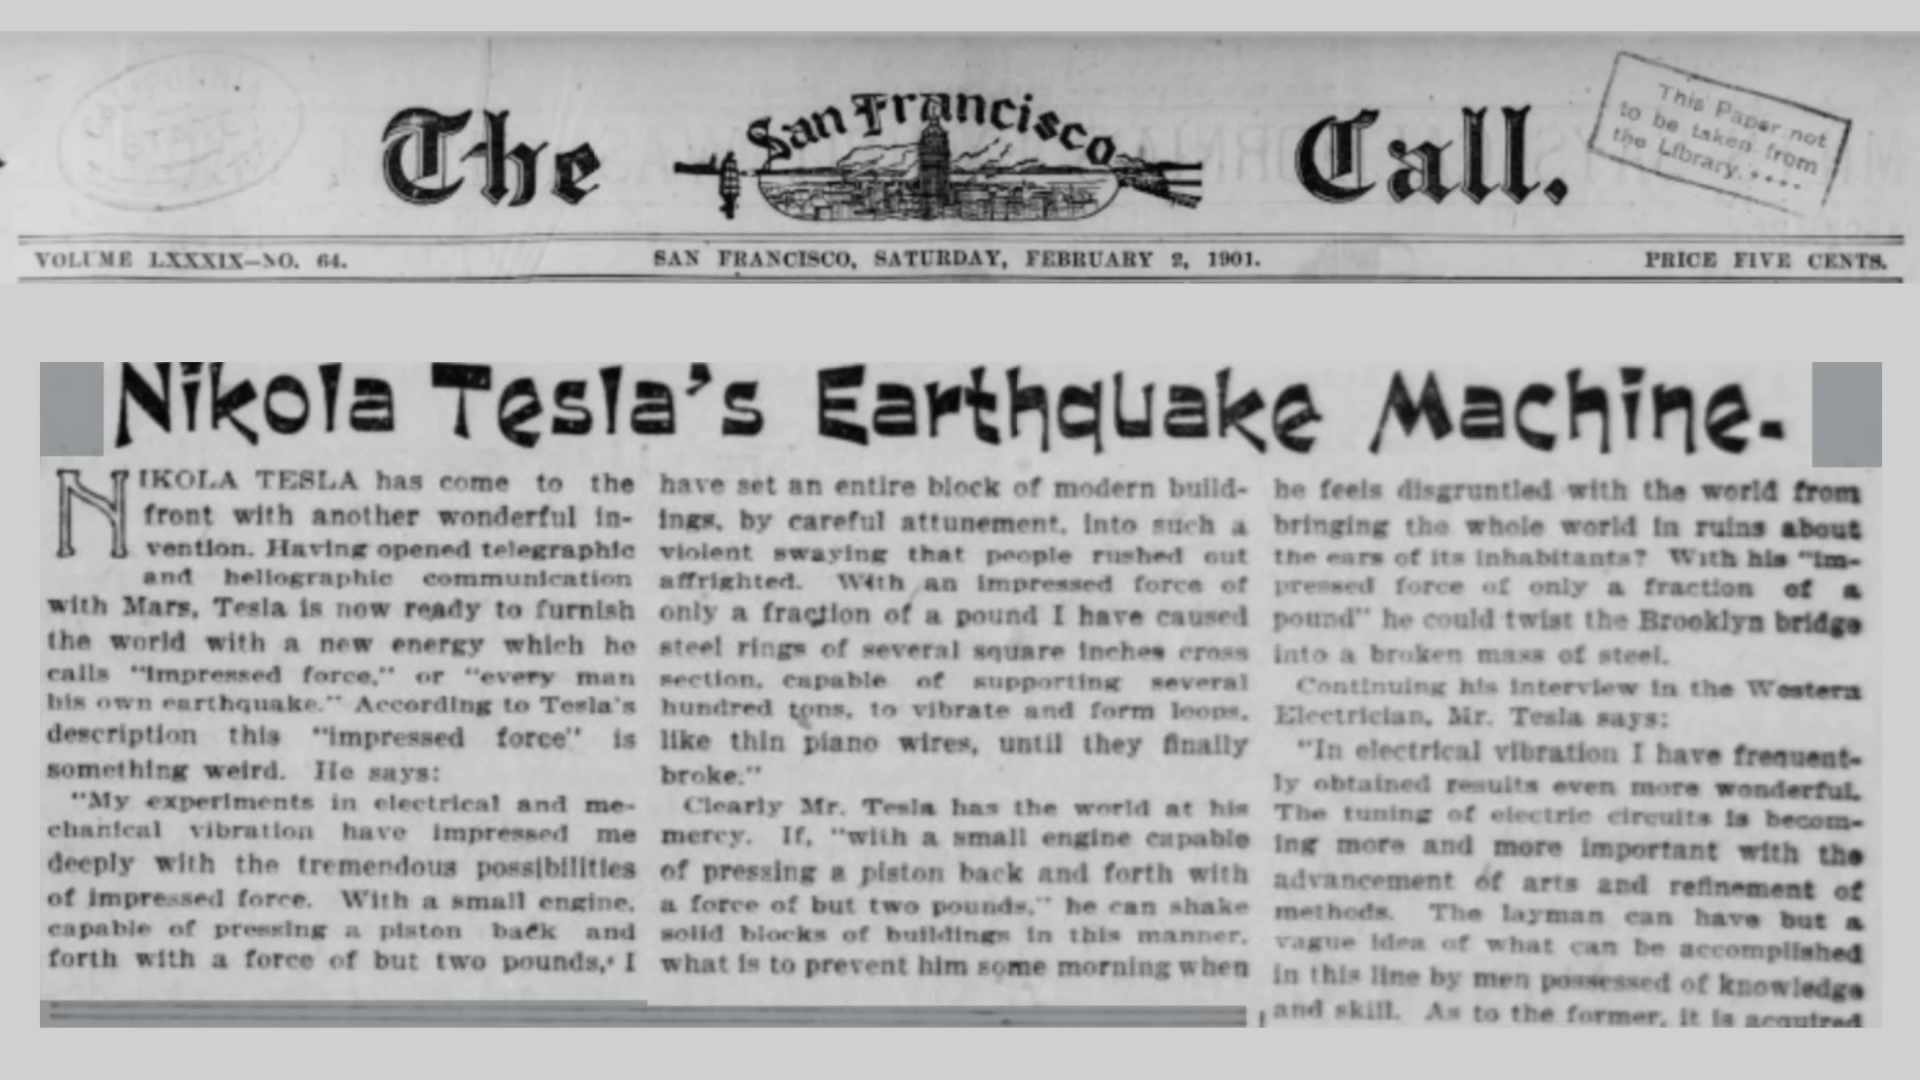 The San Francisco Call.
This Paper not
to be taken from
the Library.++++
VOLUME LXXXIX—NO. 64.
SAN FRANCISCO, SATURDAY, FEBRUARY 2, 1901.
PRICE FIVE CENTS.
Nikola Tesla's Earthquake Machine.
NIKOLA TESLA has come to the
front with another wonderful in-
vention. Having opened telegraphic
and heliographic communication
with Mars, Tesla is now ready to furnish
the world with a new energy which he
calls "impressed force," or "every man
his own earthquake." According to Tesla's
description this "impressed force" is
something weird. He says:
"My experiments in electrical and me-
chanical vibration have impressed me
deeply with the tremendous possibilities
of impressed force. With a small engine,
capable of pressing a piston back and
forth with a force of but two pounds, I
have set an entire block of modern build-
ings, by careful attunement, into such a
violent swaying that people rushed out
affrighted. With an impressed force of
only a fraction of a pound I have caused
steel rings of several square inches cross
section, capable of supporting several
hundred tons, to vibrate and form loops,
like thin piano wires, until they finally
broke."
Clearly Mr. Tesla has the world at his
mercy. If, "with a small engine capable
of pressing a piston back and forth with
a force of but two pounds," he can shake
solid blocks of buildings in this manner,
what is to prevent him some morning when
he feels disgruntled with the world from
bringing the whole world in ruins about
the ears of its inhabitants? With his "im-
pressed force of only a fraction of a
pound" he could twist the Brooklyn bridge
into a broken mass of steel.
Continuing his interview in the Western
Electrician, Mr. Tesla says:
"In electrical vibration I have frequent-
ly obtained results even more wonderful.
The tuning of electric circuits is becom-
ing more and more important with the
advancement of arts and refinement of
methods. The layman can have but a
vague idea of what can be accomplished
in this line by men possessed of knowledge
and skill. As to the former, it is acquired